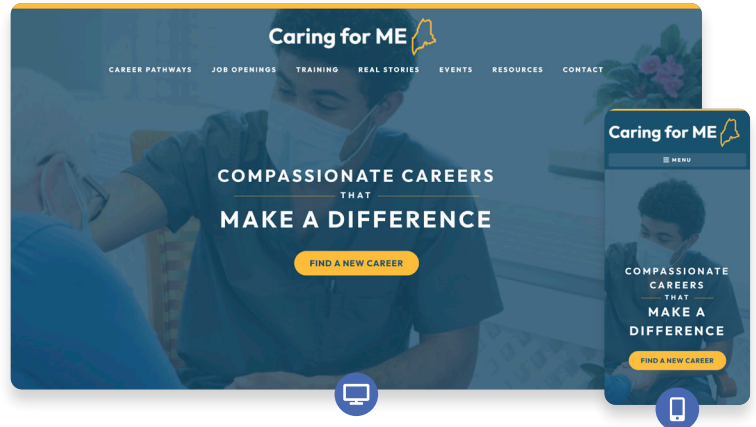 Caring for ME
CAREER PATHWAYS JOB OPENINGS TRAINING REAL STORIES EVENTS RESOURCES CONTACT
COMPASSIONATE CAREERS
THAT
MAKE A DIFFERENCE
FIND A NEW CAREER
Caring for ME
MENU
COMPASSIONATE
CAREERS
THAT
MAKE A
DIFFERENCE
FIND A NEW CAREER